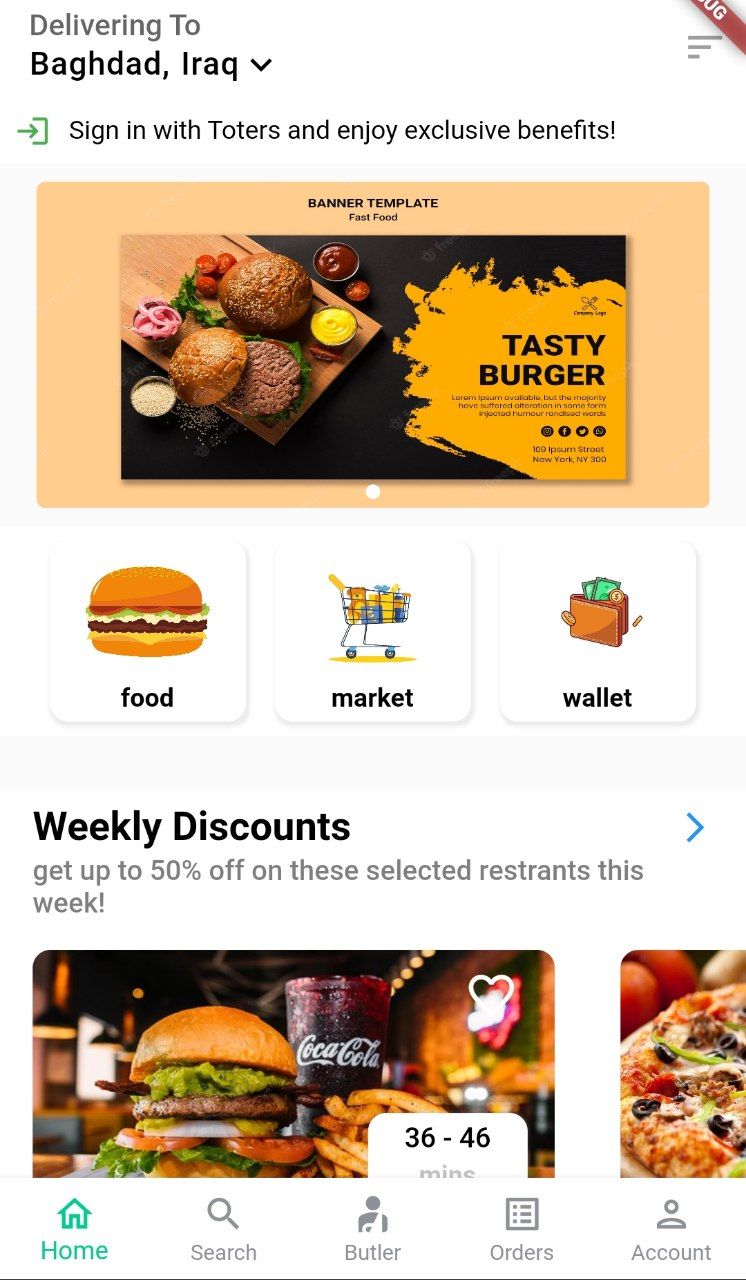 Delivering To
Baghdad, Iraq
Sign in with Toters and enjoy exclusive benefits!
BANNER TEMPLATE
Fast Food
Company Logo
TASTY
BURGER
Lorem Ipsum available, but the majority
have suffered alteration in some form
injected humour randised words
109 Ipsum Street
New York, NY 300
food
market
wallet
Weekly Discounts
get up to 50% off on these selected restrants this
week!
Coca-Cola
36 - 46
mins
Home
Search
Butler
Orders
Account